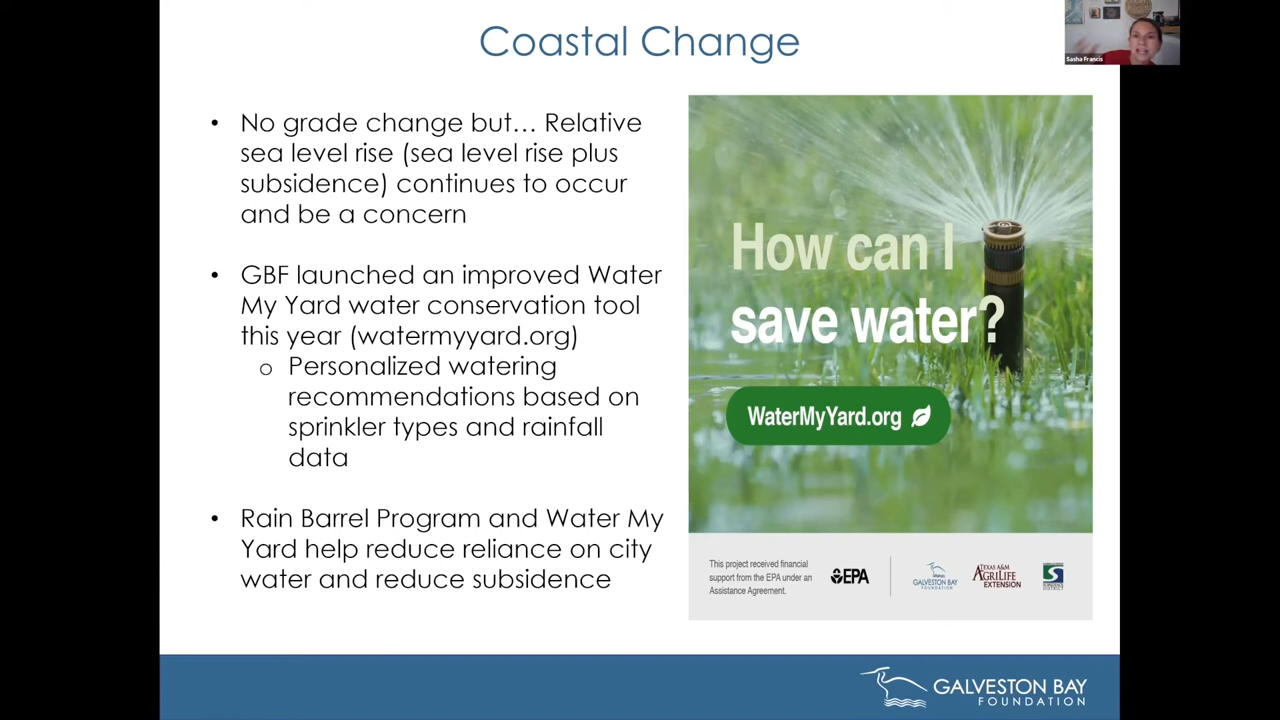 Coastal Change
Sasha Francis
• No grade change but... Relative
sea level rise (sea level rise plus
subsidence) continues to occur
and be a concern
• GBF launched an improved Water
My Yard water conservation tool
this year (watermyyard.org)
o Personalized watering
recommendations based on
sprinkler types and rainfall
data
• Rain Barrel Program and Water My
Yard help reduce reliance on city
water and reduce subsidence
How can I
save water?
WaterMyYard.org
This project received financial
support from the EPA under an
Assistance Agreement.
EPA
GALVESTON BAY
FOUNDATION
TEXAS A&M
AGRILIFE
EXTENSION
DISTRICT
GALVESTON BAY
FOUNDATION